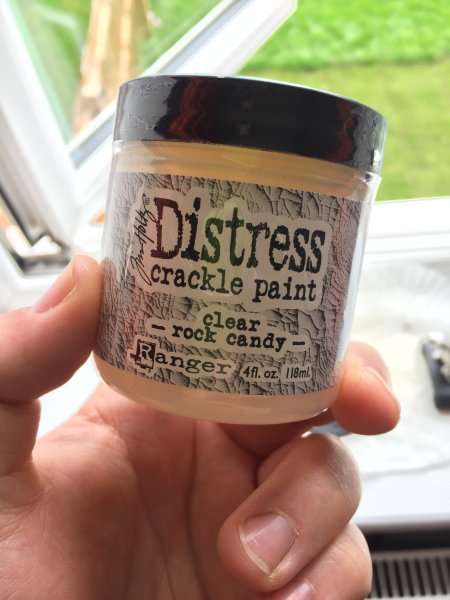 Tim Holtz®
Distress
crackle paint
clear
– rock candy –
Ranger 4fl. oz. 118mL